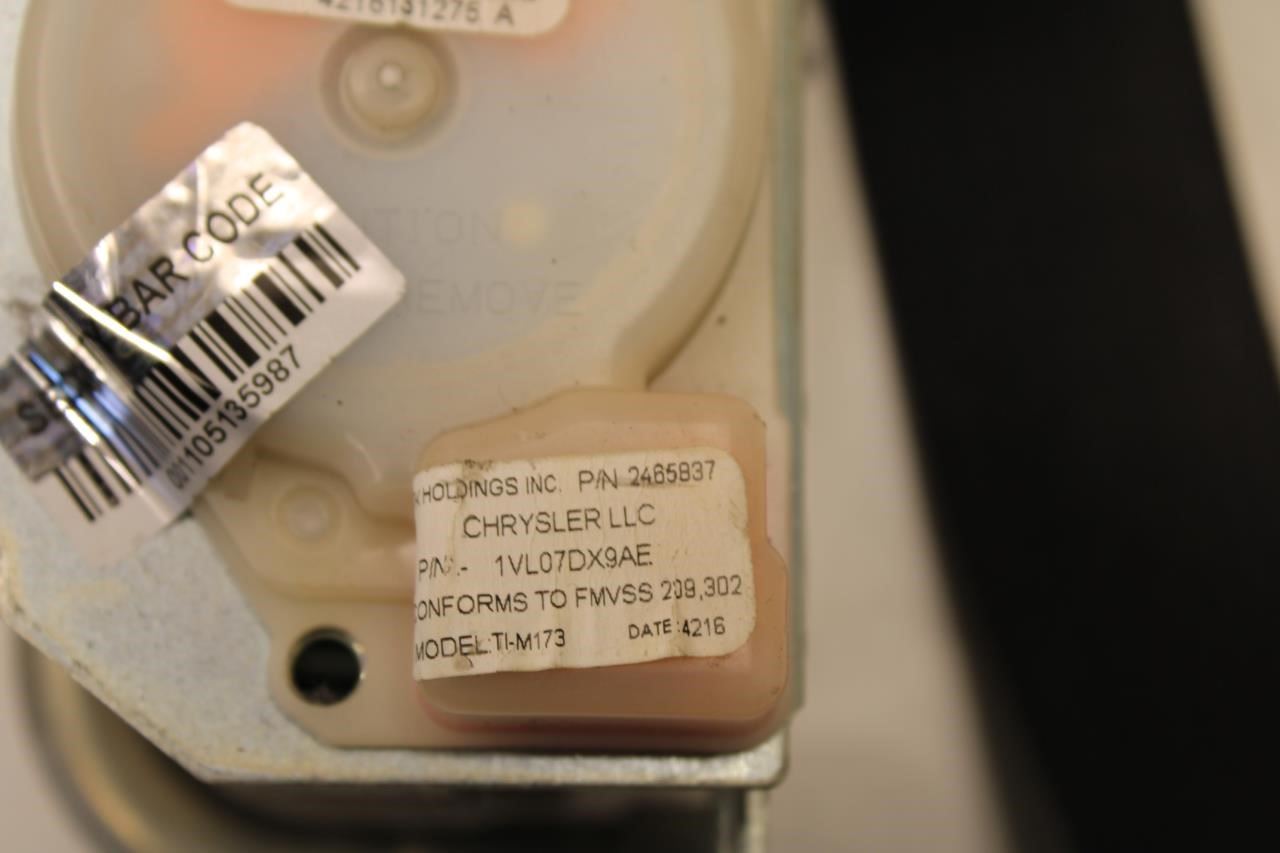 4216131275 A
BAR CODE
001105135987
REMOVE
HOLDINGS INC. P/N 2465837
CHRYSLER LLC
P/N.- 1VL07DX9AE
CONFORMS TO FMVSS 209,302
MODEL:TI-M173 DATE:4216